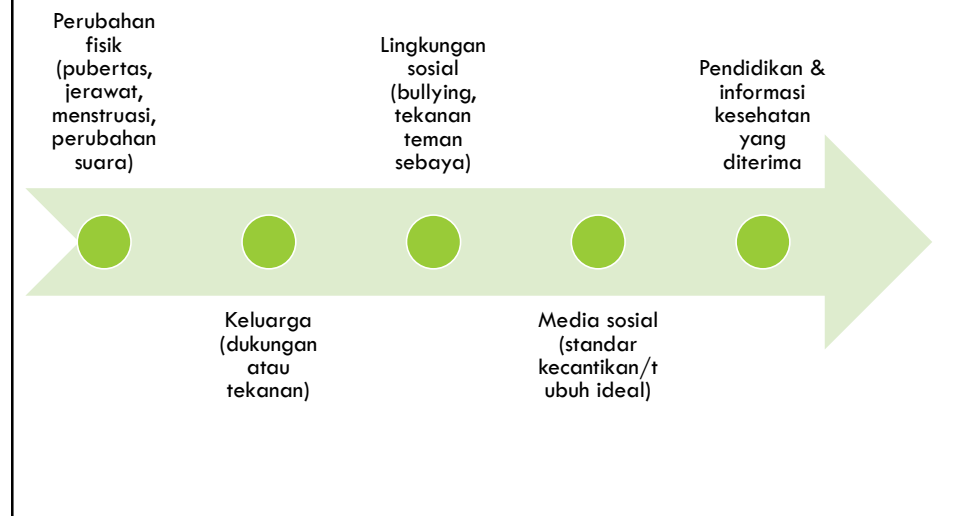 Perubahan
fisik
(pubertas,
jerawat,
menstruasi,
perubahan
suara)
Keluarga
(dukungan
atau
tekanan)
Lingkungan
sosial
(bullying,
tekanan
teman
sebaya)
Media sosial
(standar
kecantikan/t
ubuh ideal)
Pendidikan &
informasi
kesehatan
yang
diterima